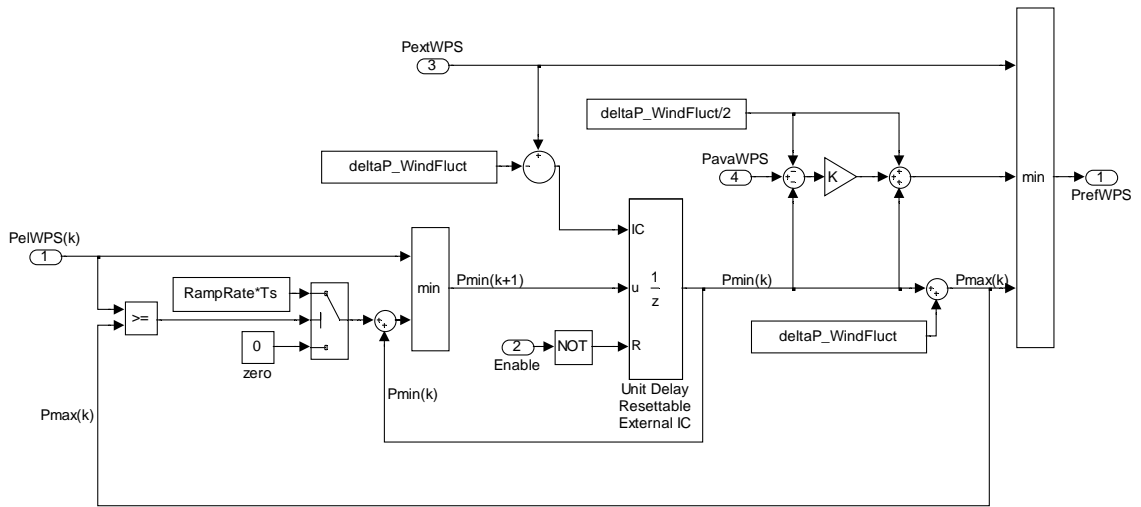 PextWPS
3
deltaP_WindFluct/2
deltaP_WindFluct
PavaWPS
4
K
min
1
PrefWPS
PelWPS(k)
1
IC
RampRate*Ts
min
Pmin(k+1)
u
1
z
Pmin(k)
Pmax(k)
>=
0
zero
2
Enable
NOT
R
deltaP_WindFluct
Pmin(k)
Unit Delay
Resettable
External IC
Pmax(k)